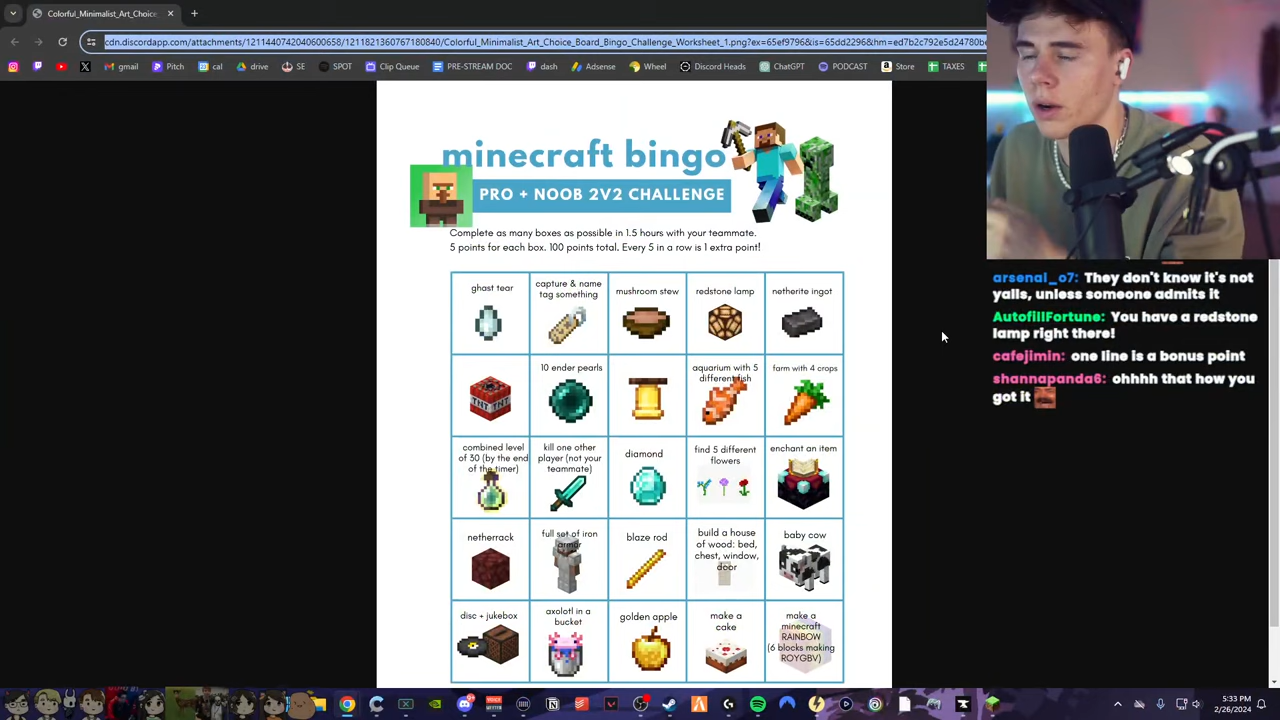 Colorful_Minimalist_Art_Choice
cdn.discordapp.com/attachments/1211440742040600658/1211821360767180840/Colorful_Minimalist_Art_Choice_Board_Bingo_Challenge_Worksheet_1.png?ex=65ef9796&is=65dd2296&hm=ed7b2c792e5d24780b
gmail Pitch cal drive SE SPOT Clip Queue PRE-STREAM DOC dash Adsense Wheel Discord Heads ChatGPT PODCAST Store TAXES
minecraft bingo
PRO + NOOB 2V2 CHALLENGE
Complete as many boxes as possible in 1.5 hours with your teammate.
5 points for each box. 100 points total. Every 5 in a row is 1 extra point!
ghast tear
capture & name
tag something
mushroom stew
redstone lamp
netherite ingot
TNT TNT
10 ender pearls
aquarium with 5
different fish
farm with 4 crops
combined level
of 30 (by the end
of the timer)
kill one other
player (not your
teammate)
diamond
find 5 different
flowers
enchant an item
netherrack
full set of iron
armor
blaze rod
build a house
of wood: bed,
chest, window,
door
baby cow
disc + jukebox
axolotl in a
bucket
golden apple
make a
cake
make a
minecraft
RAINBOW
(6 blocks making
ROYGBV)
arsenal_o7: They don't know it's not
yalls, unless someone admits it
AutofillFortune: You have a redstone
lamp right there!
cafejimin: one line is a bonus point
shannapanda6: ohhhh that how you
got it
5:33 PM
2/26/2024